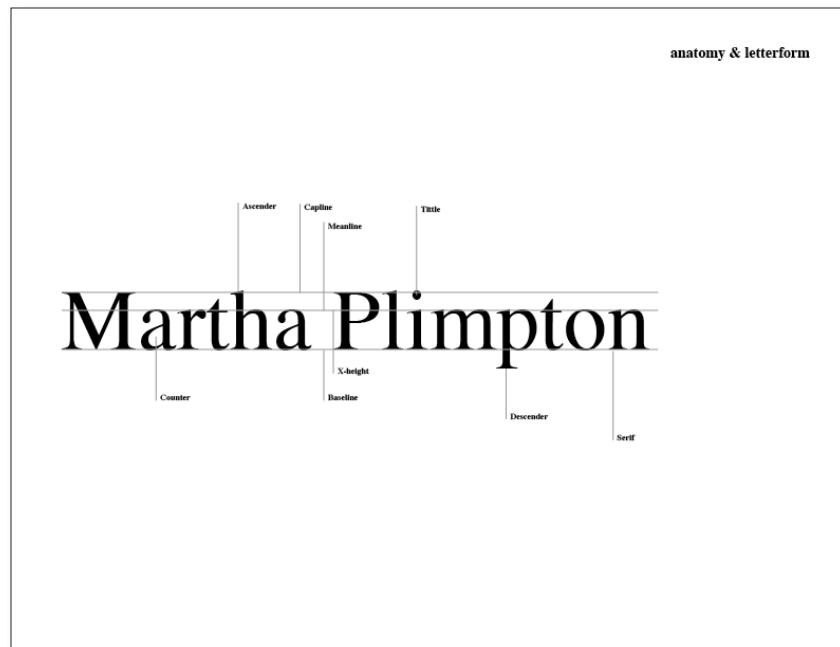 anatomy & letterform
Ascender
Capline
Tittle
Meanline
Martha Plimpton
X-height
Counter
Baseline
Descender
Serif